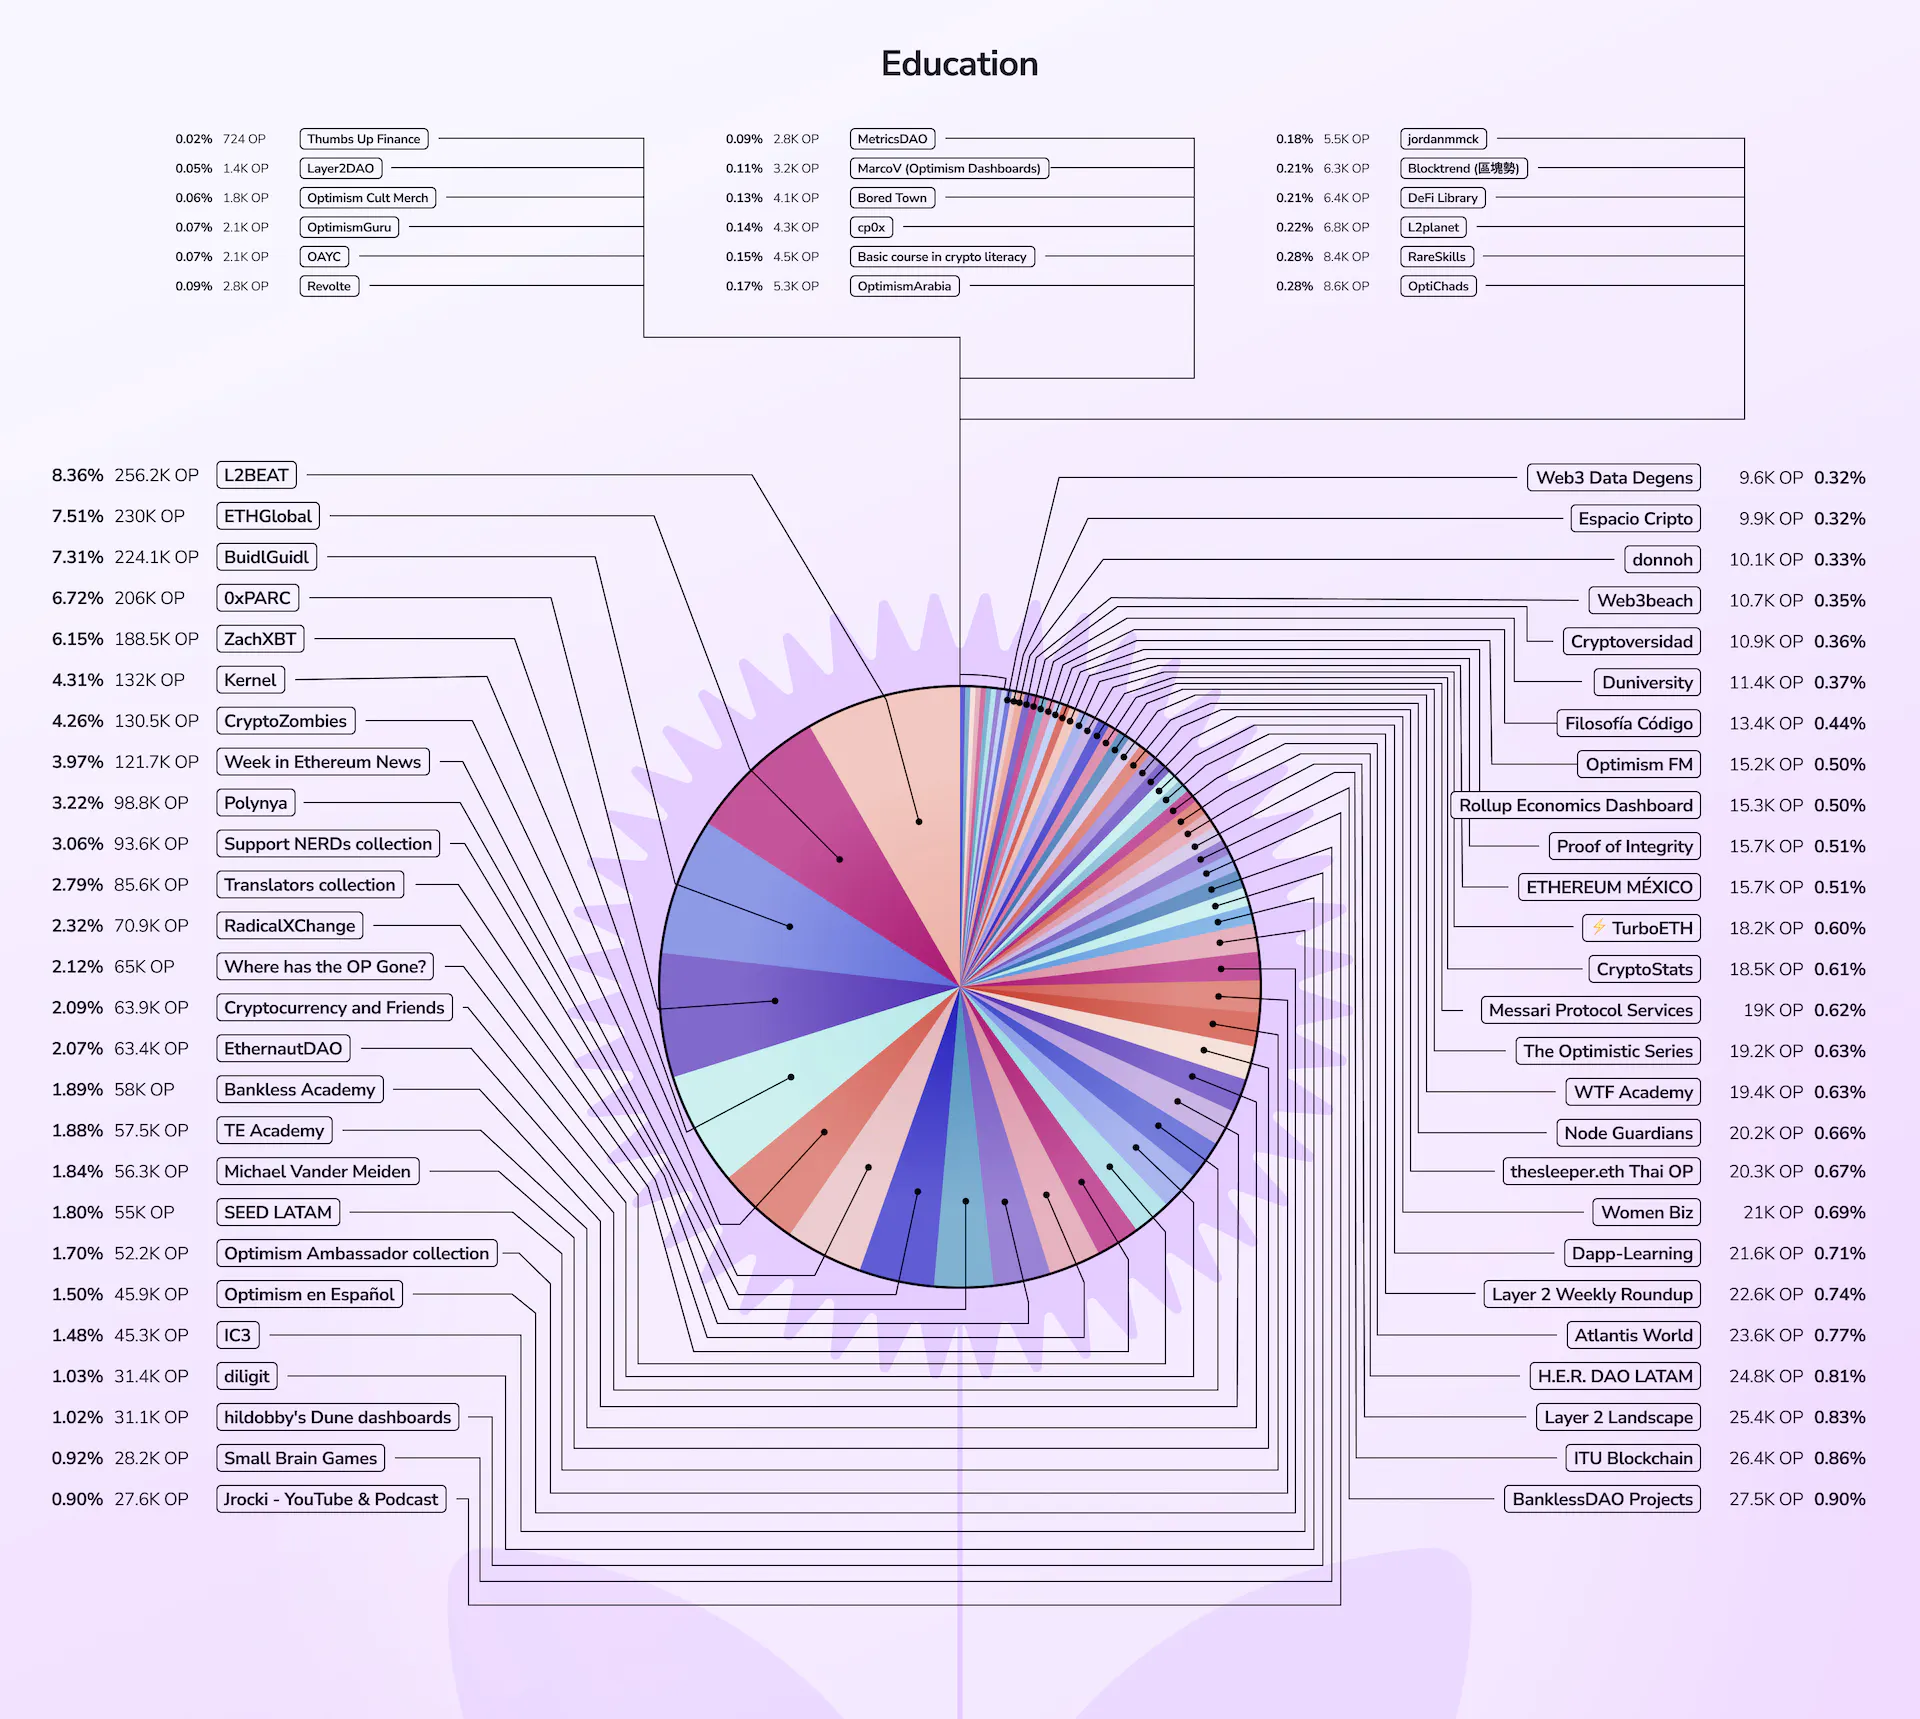 Education
0.02% 724 OP Thumbs Up Finance
0.05% 1.4K OP Layer2DAO
0.06% 1.8K OP Optimism Cult Merch
0.07% 2.1K OP OptimismGuru
0.07% 2.1K OP OAYC
0.09% 2.8K OP Revolte
0.09% 2.8K OP MetricsDAO
0.11% 3.2K OP MarcoV (Optimism Dashboards)
0.13% 4.1K OP Bored Town
0.14% 4.3K OP cp0x
0.15% 4.5K OP Basic course in crypto literacy
0.17% 5.3K OP OptimismArabia
0.18% 5.5K OP jordanmmck
0.21% 6.3K OP Blocktrend (區塊勢)
0.21% 6.4K OP DeFi Library
0.22% 6.8K OP L2planet
0.28% 8.4K OP RareSkills
0.28% 8.6K OP OptiChads
8.36% 256.2K OP L2BEAT
7.51% 230K OP ETHGlobal
7.31% 224.1K OP BuidlGuidl
6.72% 206K OP 0xPARC
6.15% 188.5K OP ZachXBT
4.31% 132K OP Kernel
4.26% 130.5K OP CryptoZombies
3.97% 121.7K OP Week in Ethereum News
3.22% 98.8K OP Polynya
3.06% 93.6K OP Support NERDs collection
2.79% 85.6K OP Translators collection
2.32% 70.9K OP RadicalXChange
2.12% 65K OP Where has the OP Gone?
2.09% 63.9K OP Cryptocurrency and Friends
2.07% 63.4K OP EthernautDAO
1.89% 58K OP Bankless Academy
1.88% 57.5K OP TE Academy
1.84% 56.3K OP Michael Vander Meiden
1.80% 55K OP SEED LATAM
1.70% 52.2K OP Optimism Ambassador collection
1.50% 45.9K OP Optimism en Español
1.48% 45.3K OP IC3
1.03% 31.4K OP diligit
1.02% 31.1K OP hildobby's Dune dashboards
0.92% 28.2K OP Small Brain Games
0.90% 27.6K OP Jrocki - YouTube & Podcast
Web3 Data Degens 9.6K OP 0.32%
Espacio Cripto 9.9K OP 0.32%
donnoh 10.1K OP 0.33%
Web3beach 10.7K OP 0.35%
Cryptoversidad 10.9K OP 0.36%
Duniversity 11.4K OP 0.37%
Filosofía Código 13.4K OP 0.44%
Optimism FM 15.2K OP 0.50%
Rollup Economics Dashboard 15.3K OP 0.50%
Proof of Integrity 15.7K OP 0.51%
ETHEREUM MÉXICO 15.7K OP 0.51%
⚡ TurboETH 18.2K OP 0.60%
CryptoStats 18.5K OP 0.61%
Messari Protocol Services 19K OP 0.62%
The Optimistic Series 19.2K OP 0.63%
WTF Academy 19.4K OP 0.63%
Node Guardians 20.2K OP 0.66%
thesleeper.eth Thai OP 20.3K OP 0.67%
Women Biz 21K OP 0.69%
Dapp-Learning 21.6K OP 0.71%
Layer 2 Weekly Roundup 22.6K OP 0.74%
Atlantis World 23.6K OP 0.77%
H.E.R. DAO LATAM 24.8K OP 0.81%
Layer 2 Landscape 25.4K OP 0.83%
ITU Blockchain 26.4K OP 0.86%
BanklessDAO Projects 27.5K OP 0.90%